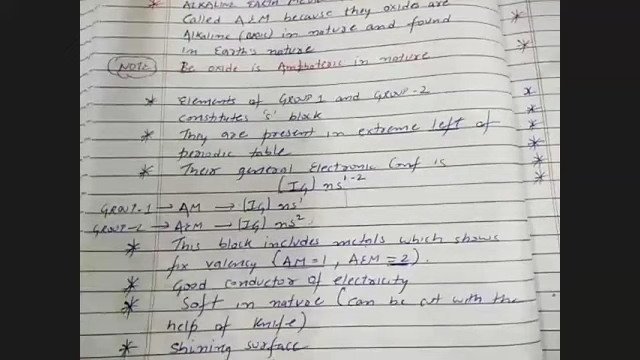 * ALKALINE EARTH
Called AEM because they oxides are
Alkaline in nature and found
in Earth's nature
NOTE Be oxide is Amphoteric in nature
* Elements of GROUP 1 and GROUP-2
constitutes 's' block
* They are present in extreme left of
periodic table
* Their general Electronic Conf is
[IG] ns¹⁻²
GROUP-1 → AM → [IG] ns¹
GROUP-2 → AEM → [IG] ns²
* This block includes metals which shows
fix valency (AM=1, AEM=2).
* Good conductor of electricity
* Soft in nature (can be cut with the
help of knife)
* Shining surface